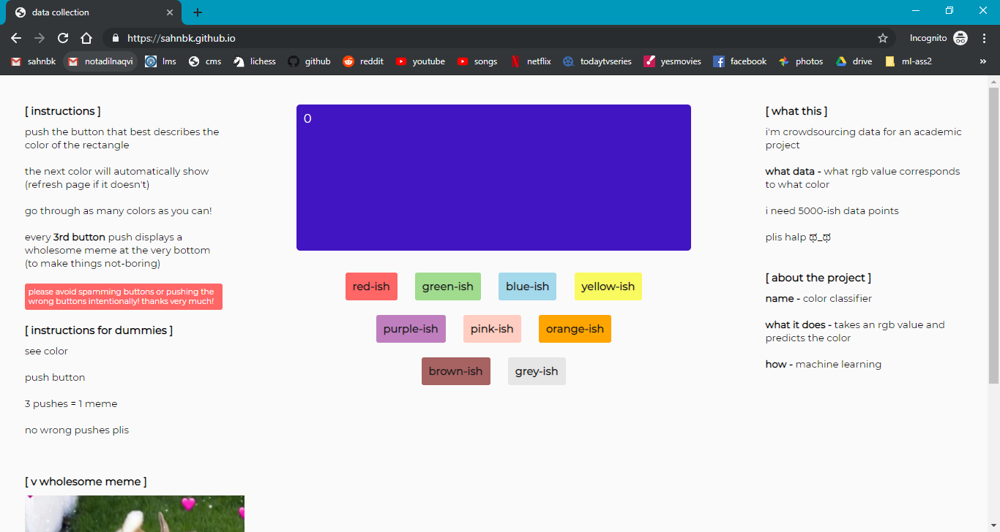 data collection
https://sahnbk.github.io
Incognito
sahnbk
notadilnaqvi
lms
cms
lichess
github
reddit
youtube
songs
netflix
todaytvseries
yesmovies
facebook
photos
drive
ml-ass2
»
[ instructions ]
push the button that best describes the
color of the rectangle
the next color will automatically show
(refresh page if it doesn't)
go through as many colors as you can!
every 3rd button push displays a
wholesome meme at the very bottom
(to make things not-boring)
please avoid spamming buttons or pushing the
wrong buttons intentionally! thanks very much!
[ instructions for dummies ]
see color
push button
3 pushes = 1 meme
no wrong pushes plis
[ v wholesome meme ]
0
red-ish
green-ish
blue-ish
yellow-ish
purple-ish
pink-ish
orange-ish
brown-ish
grey-ish
[ what this ]
i'm crowdsourcing data for an academic
project
what data - what rgb value corresponds
to what color
i need 5000-ish data points
plis halp ಥ_ಥ
[ about the project ]
name - color classifier
what it does - takes an rgb value and
predicts the color
how - machine learning